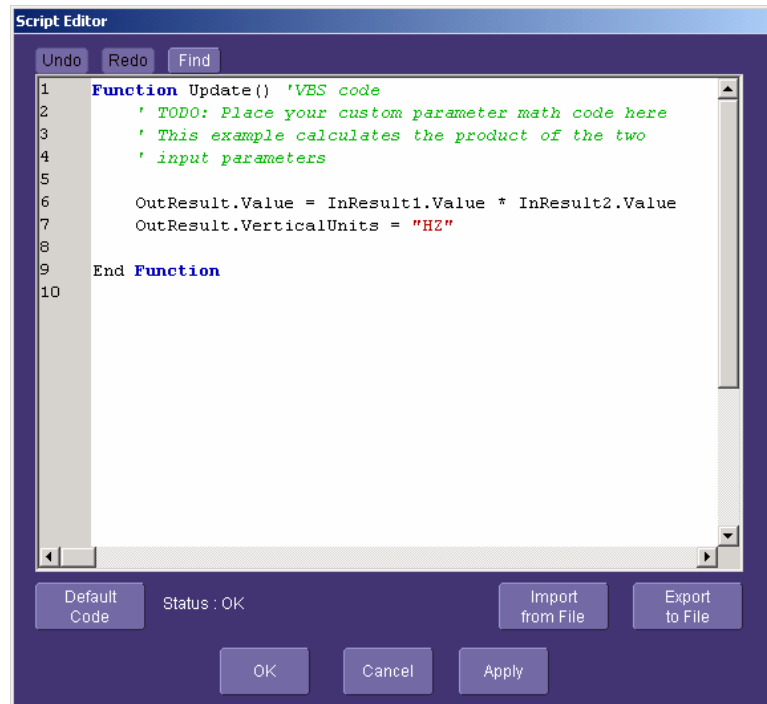 Script Editor
Undo Redo Find
1 Function Update() 'VBS code
2 ' TODO: Place your custom parameter math code here
3 ' This example calculates the product of the two
4 ' input parameters
5
6 OutResult.Value = InResult1.Value * InResult2.Value
7 OutResult.VerticalUnits = "HZ"
8
9 End Function
10
Default Code
Status : OK
Import from File
Export to File
OK Cancel Apply